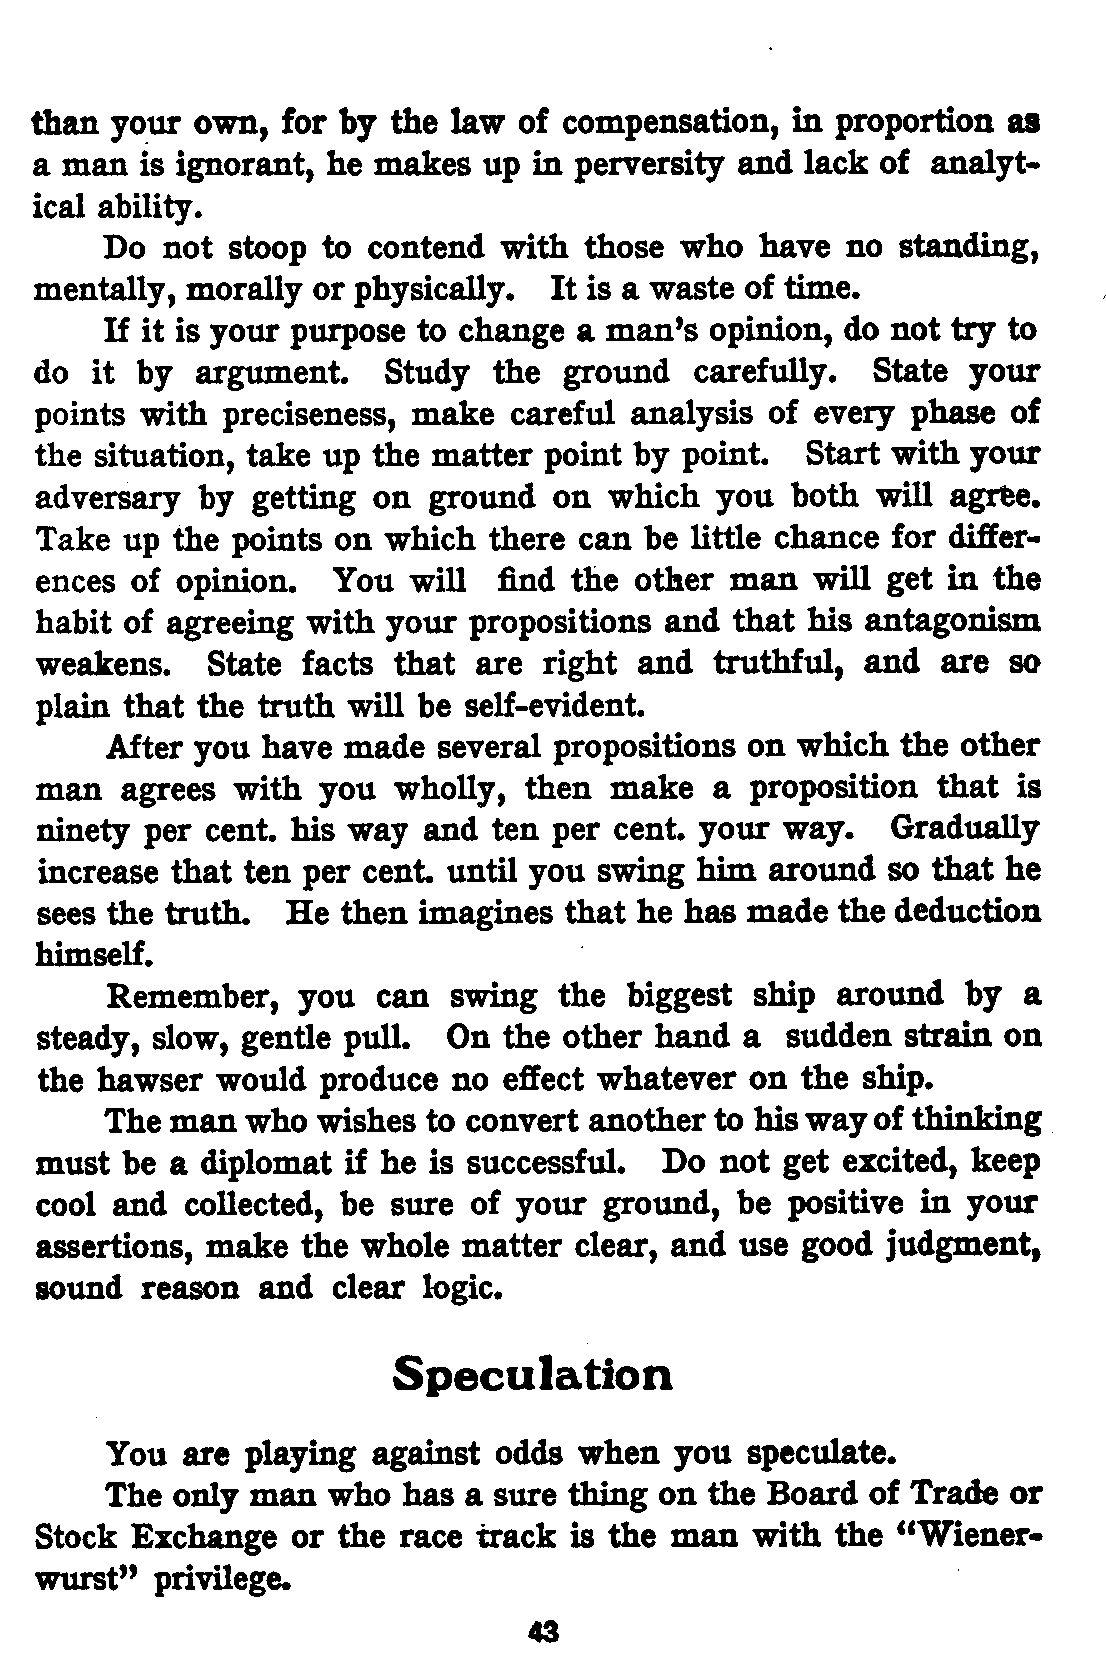 than your own, for by the law of compensation, in proportion as
a man is ignorant, he makes up in perversity and lack of analyt-
ical ability.
Do not stoop to contend with those who have no standing,
mentally, morally or physically. It is a waste of time.
If it is your purpose to change a man's opinion, do not try to
do it by argument. Study the ground carefully. State your
points with preciseness, make careful analysis of every phase of
the situation, take up the matter point by point. Start with your
adversary by getting on ground on which you both will agree.
Take up the points on which there can be little chance for differ-
ences of opinion. You will find the other man will get in the
habit of agreeing with your propositions and that his antagonism
weakens. State facts that are right and truthful, and are so
plain that the truth will be self-evident.
After you have made several propositions on which the other
man agrees with you wholly, then make a proposition that is
ninety per cent. his way and ten per cent. your way. Gradually
increase that ten per cent. until you swing him around so that he
sees the truth. He then imagines that he has made the deduction
himself.
Remember, you can swing the biggest ship around by a
steady, slow, gentle pull. On the other hand a sudden strain on
the hawser would produce no effect whatever on the ship.
The man who wishes to convert another to his way of thinking
must be a diplomat if he is successful. Do not get excited, keep
cool and collected, be sure of your ground, be positive in your
assertions, make the whole matter clear, and use good judgment,
sound reason and clear logic.
Speculation
You are playing against odds when you speculate.
The only man who has a sure thing on the Board of Trade or
Stock Exchange or the race track is the man with the "Wiener-
wurst" privilege.
43